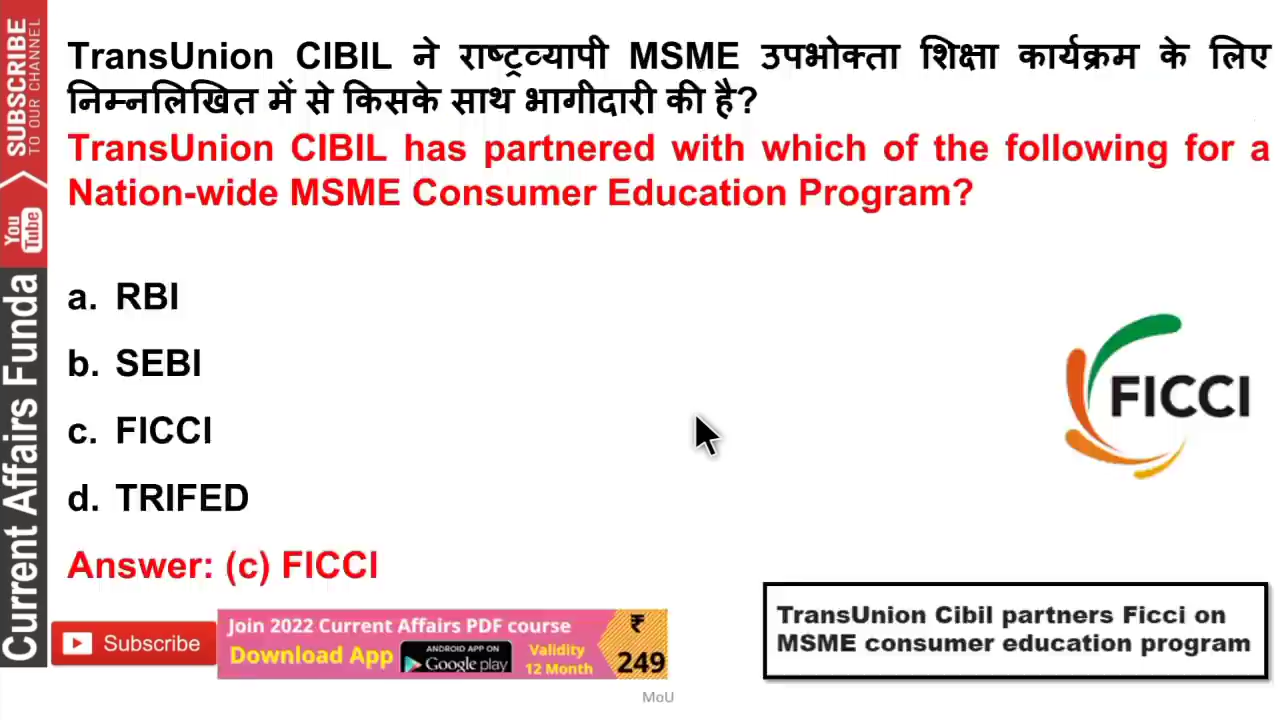 TransUnion CIBIL ने राष्ट्रव्यापी MSME उपभोक्ता शिक्षा कार्यक्रम के लिए
निम्नलिखित में से किसके साथ भागीदारी की है?
TransUnion CIBIL has partnered with which of the following for a
Nation-wide MSME Consumer Education Program?
a. RBI
b. SEBI
c. FICCI
d. TRIFED
Answer: (c) FICCI
FICCI
TransUnion Cibil partners Ficci on
MSME consumer education program
SUBSCRIBE
TO OUR CHANNEL
You
Tube
Current Affairs Funda
Subscribe
Join 2022 Current Affairs PDF course
Download App
ANDROID APP ON
Google play
Validity
12 Month
₹
249
MoU